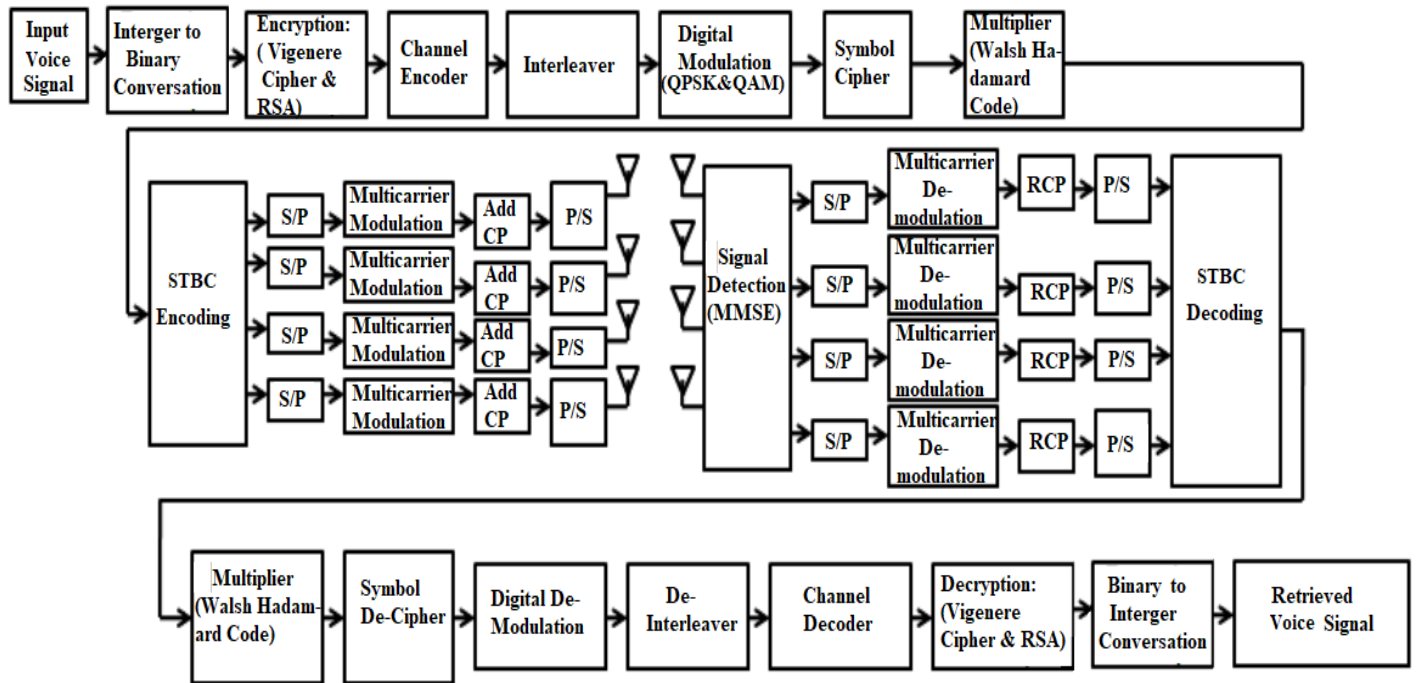 Input
Voice
Signal
Interger to
Binary
Conversation
Encryption:
( Vigenere
Cipher &
RSA)
Channel
Encoder
Interleaver
Digital
Modulation
(QPSK&QAM)
Symbol
Cipher
Multiplier
(Walsh Ha-
damard
Code)
STBC
Encoding
S/P
Multicarrier
Modulation
Add
CP
P/S
S/P
Multicarrier
Modulation
Add
CP
P/S
S/P
Multicarrier
Modulation
Add
CP
P/S
S/P
Multicarrier
Modulation
Add
CP
P/S
Signal
Detection
(MMSE)
S/P
Multicarrier
De-
modulation
RCP
P/S
S/P
Multicarrier
De-
modulation
RCP
P/S
S/P
Multicarrier
De-
modulation
RCP
P/S
S/P
Multicarrier
De-
modulation
RCP
P/S
STBC
Decoding
Multiplier
(Walsh Hadam-
ard Code)
Symbol
De-Cipher
Digital De-
Modulation
De-
Interleaver
Channel
Decoder
Decryption:
(Vigenere
Cipher & RSA)
Binary to
Interger
Conversation
Retrieved
Voice Signal